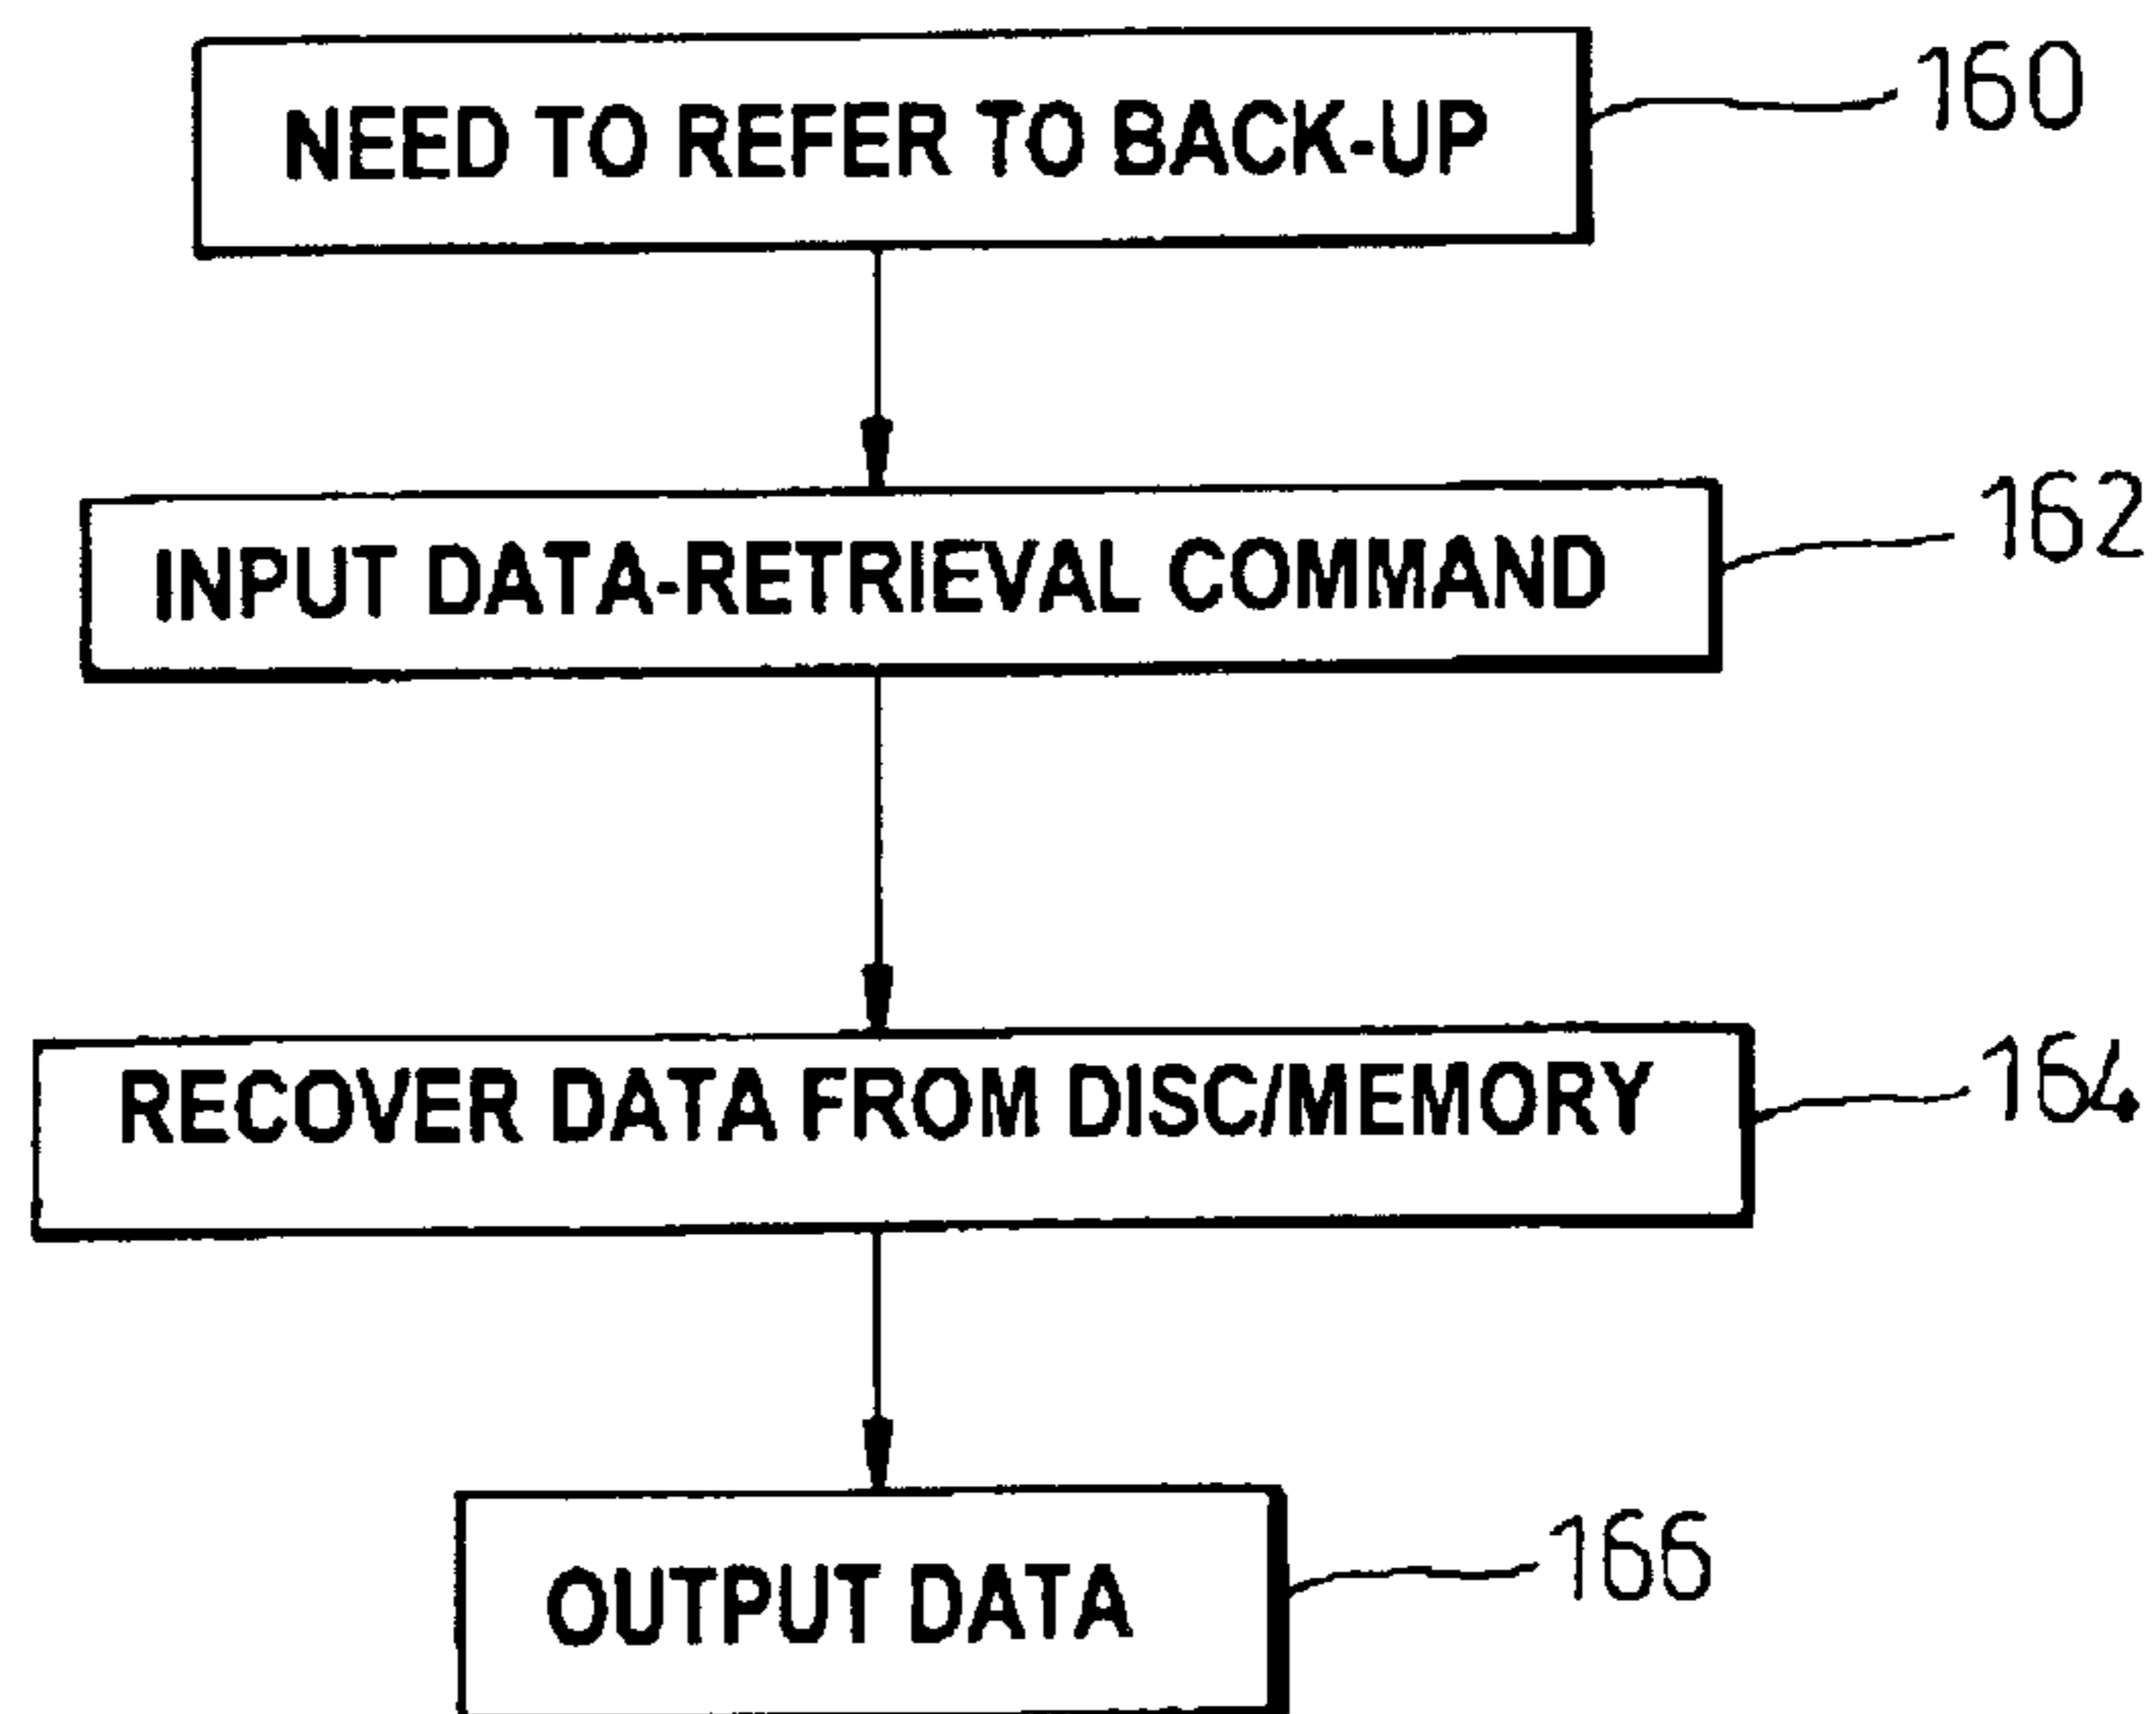 NEED TO REFER TO BACK-UP
160
INPUT DATA-RETRIEVAL COMMAND
162
RECOVER DATA FROM DISC/MEMORY
164
OUTPUT DATA
166